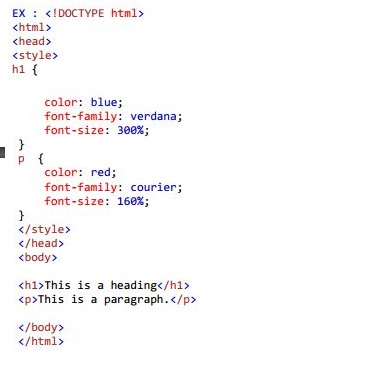 EX : <!DOCTYPE html>
<html>
<head>
<style>
h1 {
color: blue;
font-family: verdana;
font-size: 300%;
}
p {
color: red;
font-family: courier;
font-size: 160%;
}
</style>
</head>
<body>
<h1>This is a heading</h1>
<p>This is a paragraph.</p>
</body>
</html>